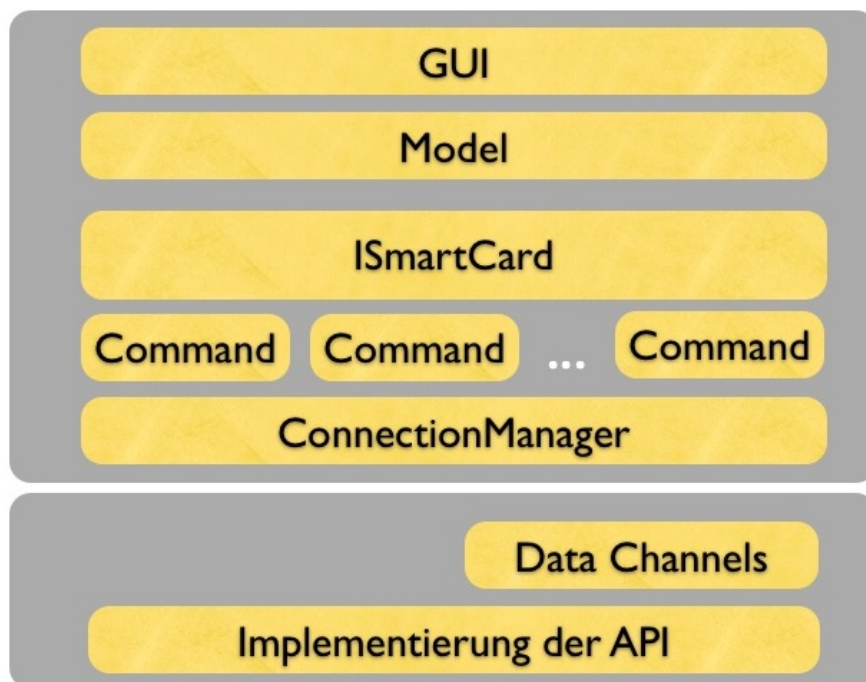 GUI
Model
ISmartCard
Command Command ... Command
ConnectionManager
Data Channels
Implementierung der API